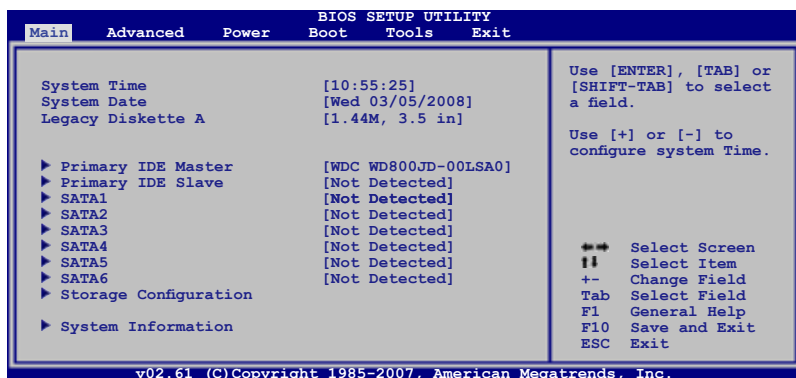 BIOS SETUP UTILITY
Main Advanced Power Boot Tools Exit
System Time [10:55:25]
System Date [Wed 03/05/2008]
Legacy Diskette A [1.44M, 3.5 in]
Primary IDE Master [WDC WD800JD-00LSA0]
Primary IDE Slave [Not Detected]
SATA1 [Not Detected]
SATA2 [Not Detected]
SATA3 [Not Detected]
SATA4 [Not Detected]
SATA5 [Not Detected]
SATA6 [Not Detected]
Storage Configuration
System Information
Use [ENTER], [TAB] or
[SHIFT-TAB] to select
a field.
Use [+] or [-] to
configure system Time.
←→ Select Screen
↑↓ Select Item
+- Change Field
Tab Select Field
F1 General Help
F10 Save and Exit
ESC Exit
v02.61 (C)Copyright 1985-2007, American Megatrends, Inc.